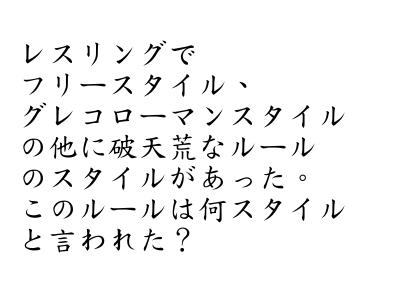 レスリングで
フリースタイル、
グレコローマンスタイル
の他に破天荒なルール
のスタイルがあった。
このルールは何スタイル
と言われた?